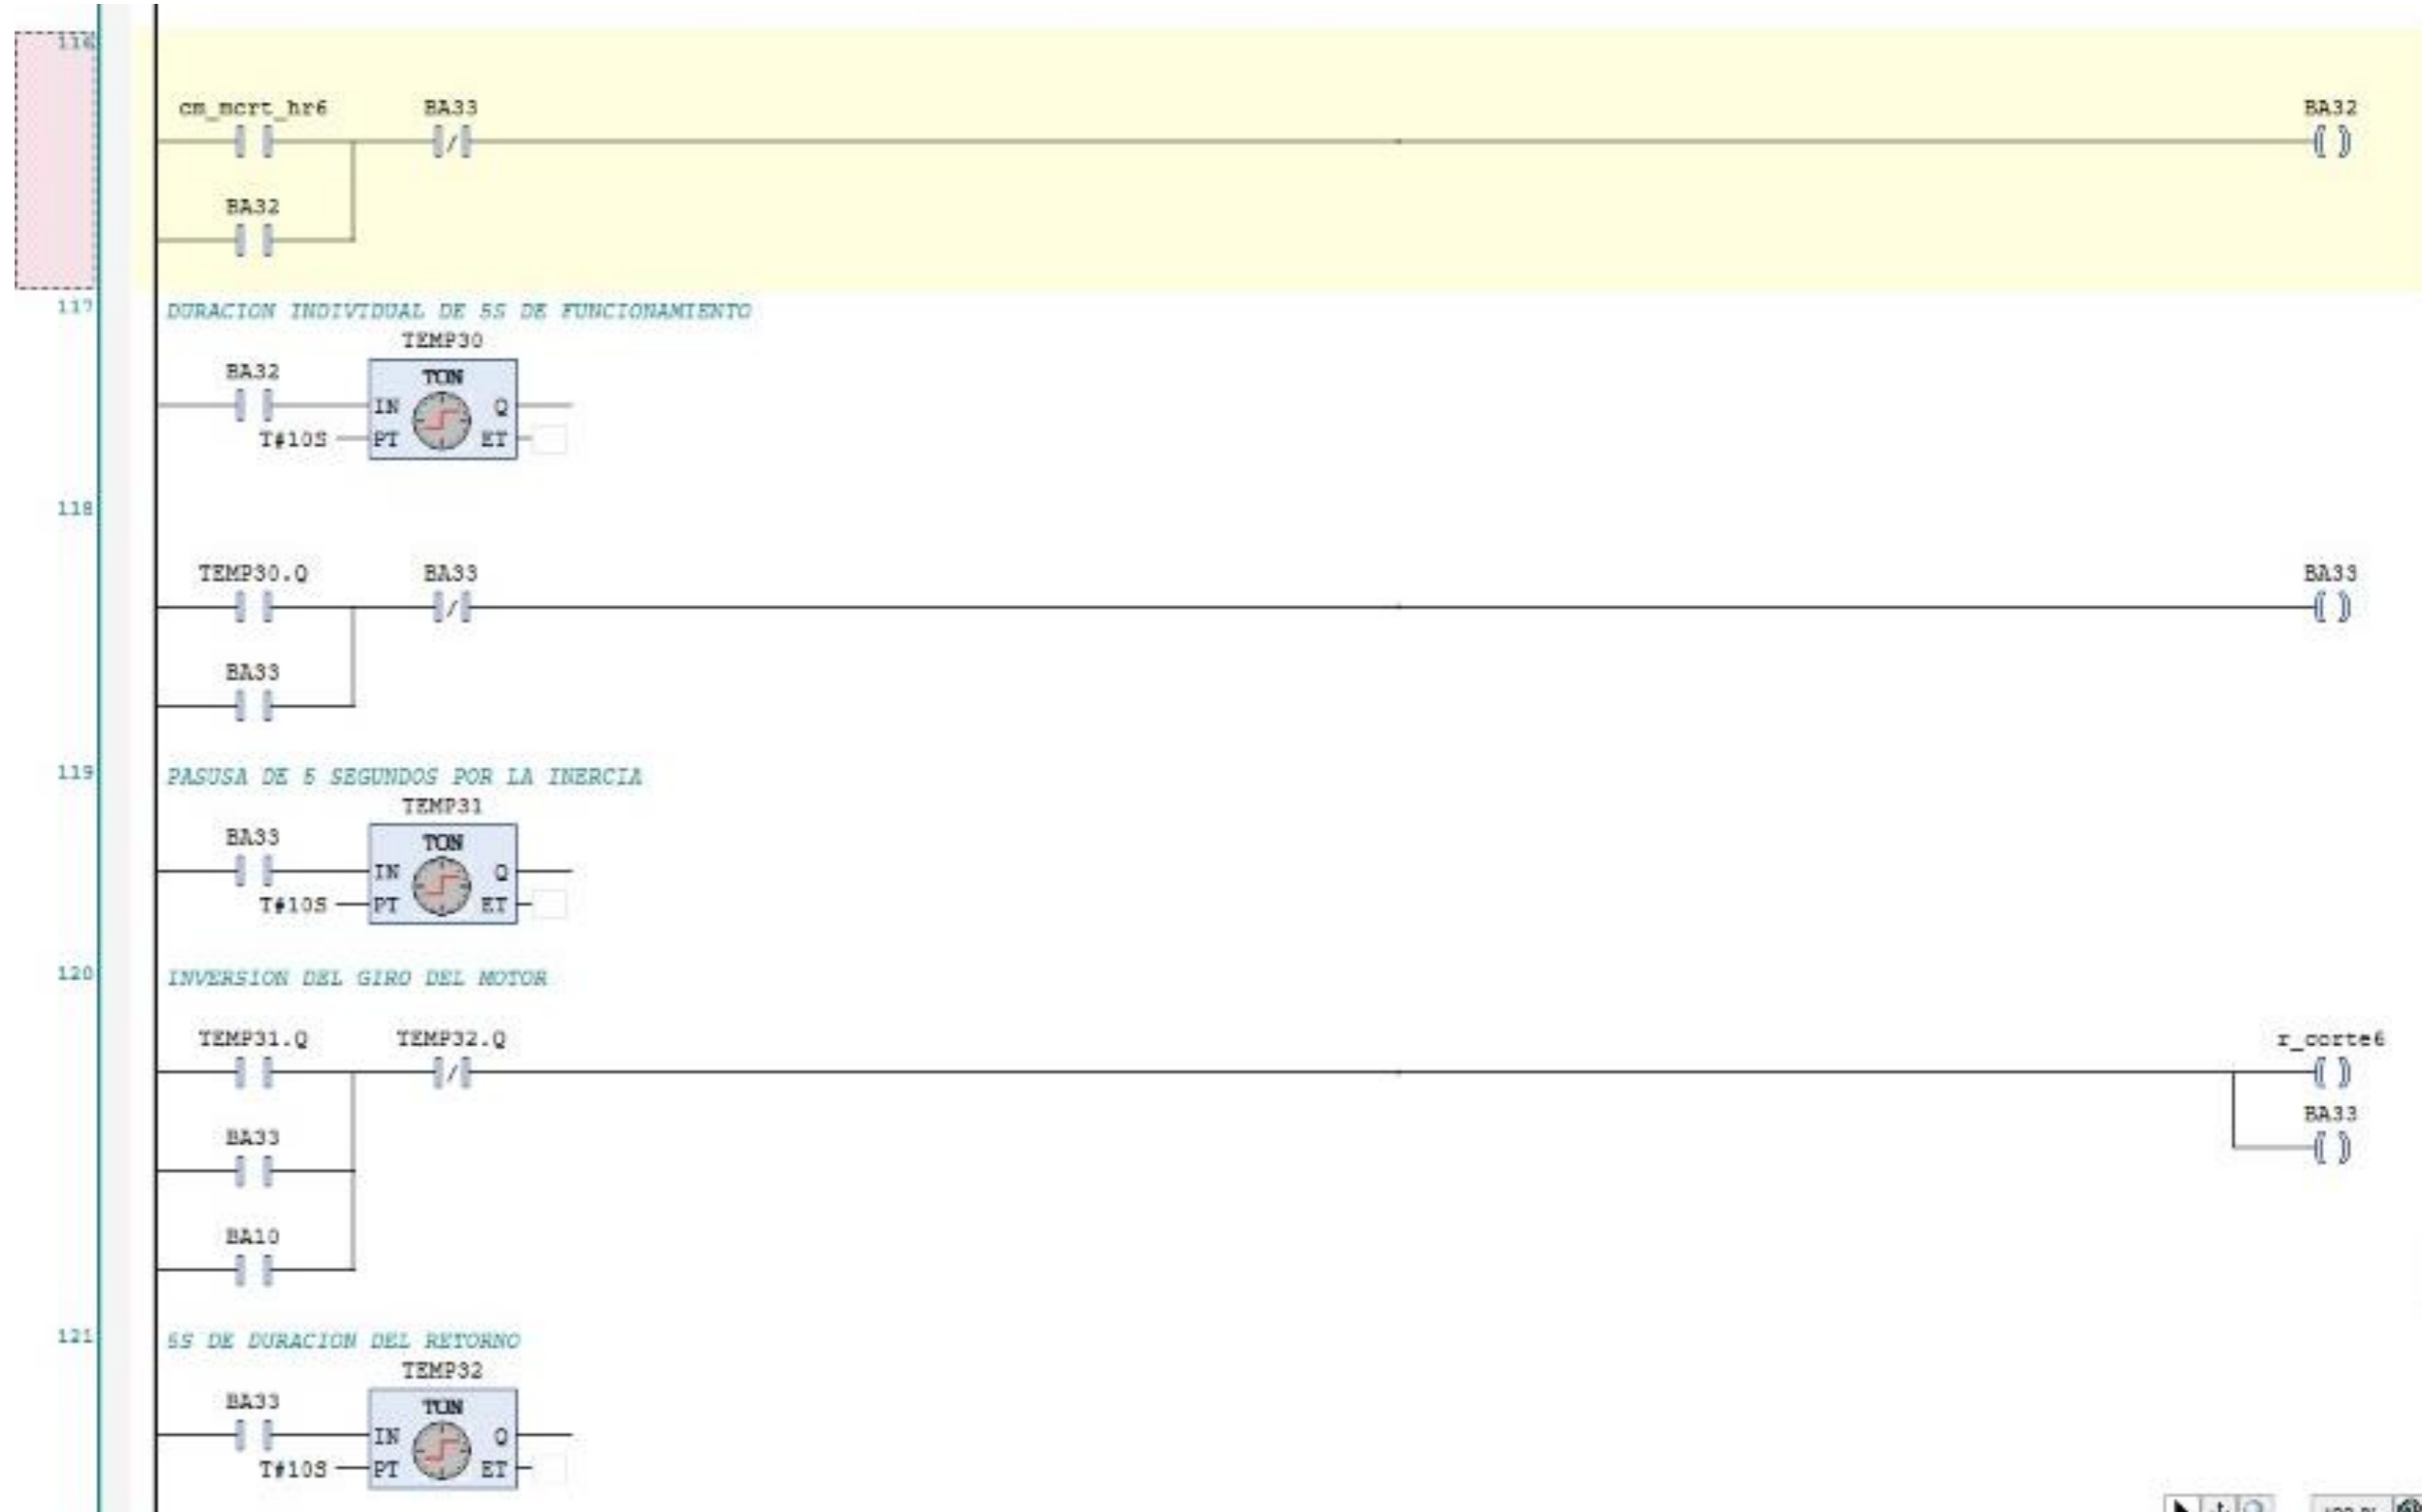 116
cm_mcrt_hr6 BA33 BA32
BA32
117 DURACION INDIVIDUAL DE 5S DE FUNCIONAMIENTO
TEMP30
BA32 TON
IN Q
T#10S PT ET
118
TEMP30.Q BA33 BA33
BA33
119 PASUSA DE 5 SEGUNDOS POR LA INERCIA
TEMP31
BA33 TON
IN Q
T#10S PT ET
120 INVERSION DEL GIRO DEL MOTOR
TEMP31.Q TEMP32.Q r_corte6
BA33
BA33
BA10
121 5S DE DURACION DEL RETORNO
TEMP32
BA33 TON
IN Q
T#10S PT ET